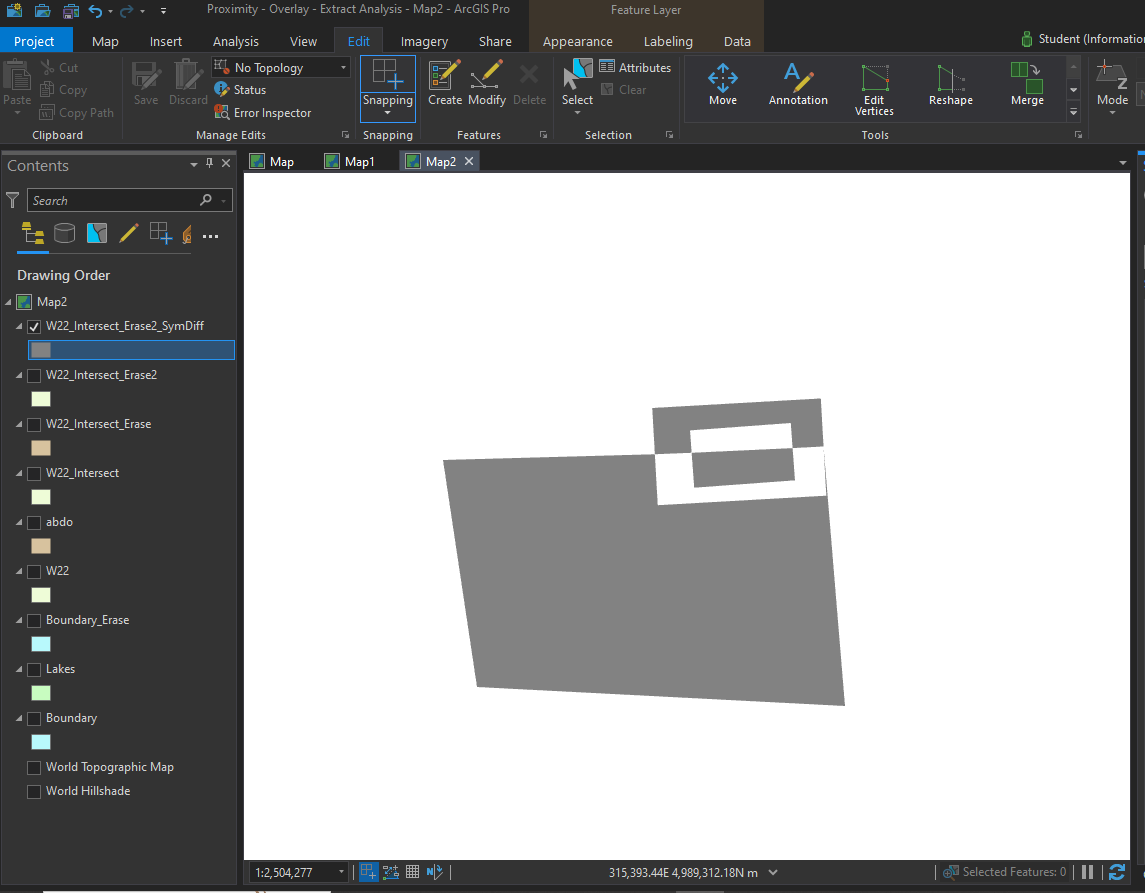 Proximity - Overlay - Extract Analysis - Map2 - ArcGIS Pro
Feature Layer
Project Map Insert Analysis View Edit Imagery Share Appearance Labeling Data
Student (Informatio
Paste
Cut
Copy
Copy Path
Clipboard
Save
Discard
No Topology
Status
Error Inspector
Manage Edits
Snapping
Snapping
Create
Modify
Delete
Features
Select
Attributes
Clear
Selection
Move
Annotation
Edit
Vertices
Reshape
Merge
Tools
Mode
Contents
Search
Drawing Order
Map2
W22_Intersect_Erase2_SymDiff
W22_Intersect_Erase2
W22_Intersect_Erase
W22_Intersect
abdo
W22
Boundary_Erase
Lakes
Boundary
World Topographic Map
World Hillshade
Map
Map1
Map2
1:2,504,277
315,393.44E 4,989,312.18N m
Selected Features: 0